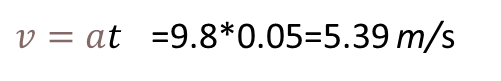 v = at =9.8*0.05=5.39 m/s